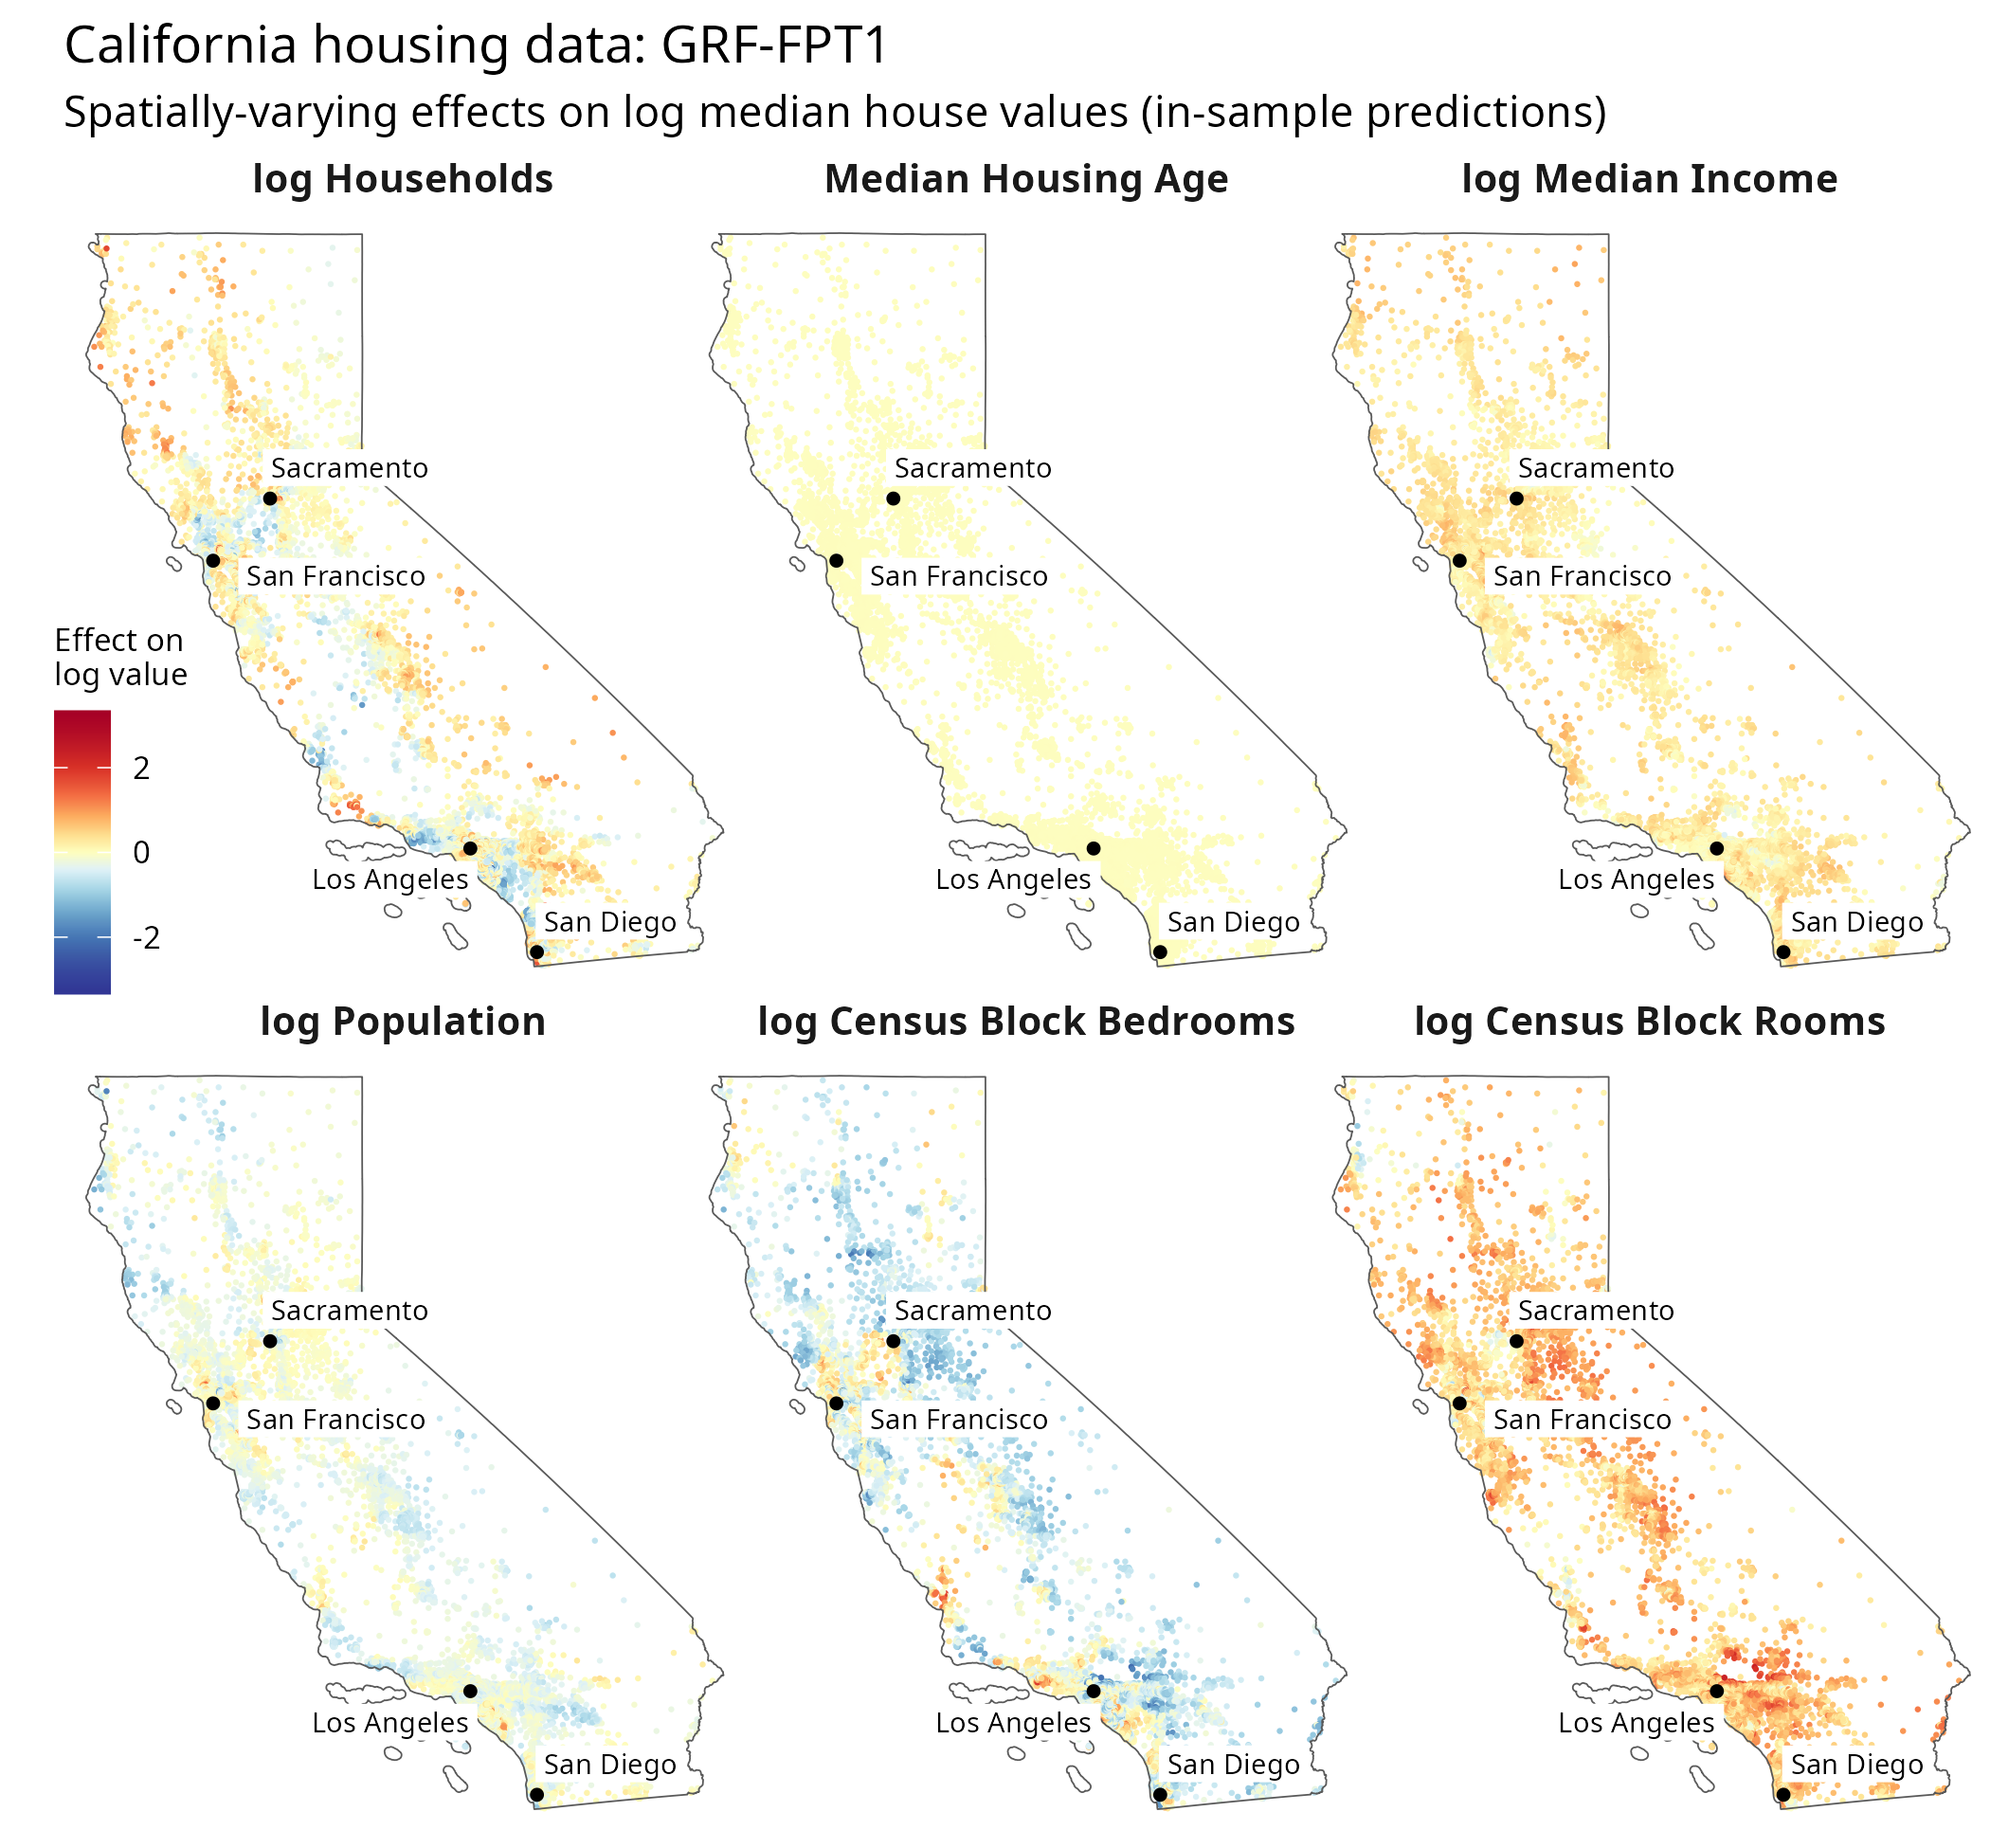 California housing data: GRF-FPT1
Spatially-varying effects on log median house values (in-sample predictions)
log Households
Median Housing Age
log Median Income
Sacramento
Sacramento
Sacramento
San Francisco
San Francisco
San Francisco
Effect on
log value
2
0
-2
Los Angeles
Los Angeles
Los Angeles
San Diego
San Diego
San Diego
log Population
log Census Block Bedrooms
log Census Block Rooms
Sacramento
Sacramento
Sacramento
San Francisco
San Francisco
San Francisco
Los Angeles
Los Angeles
Los Angeles
San Diego
San Diego
San Diego